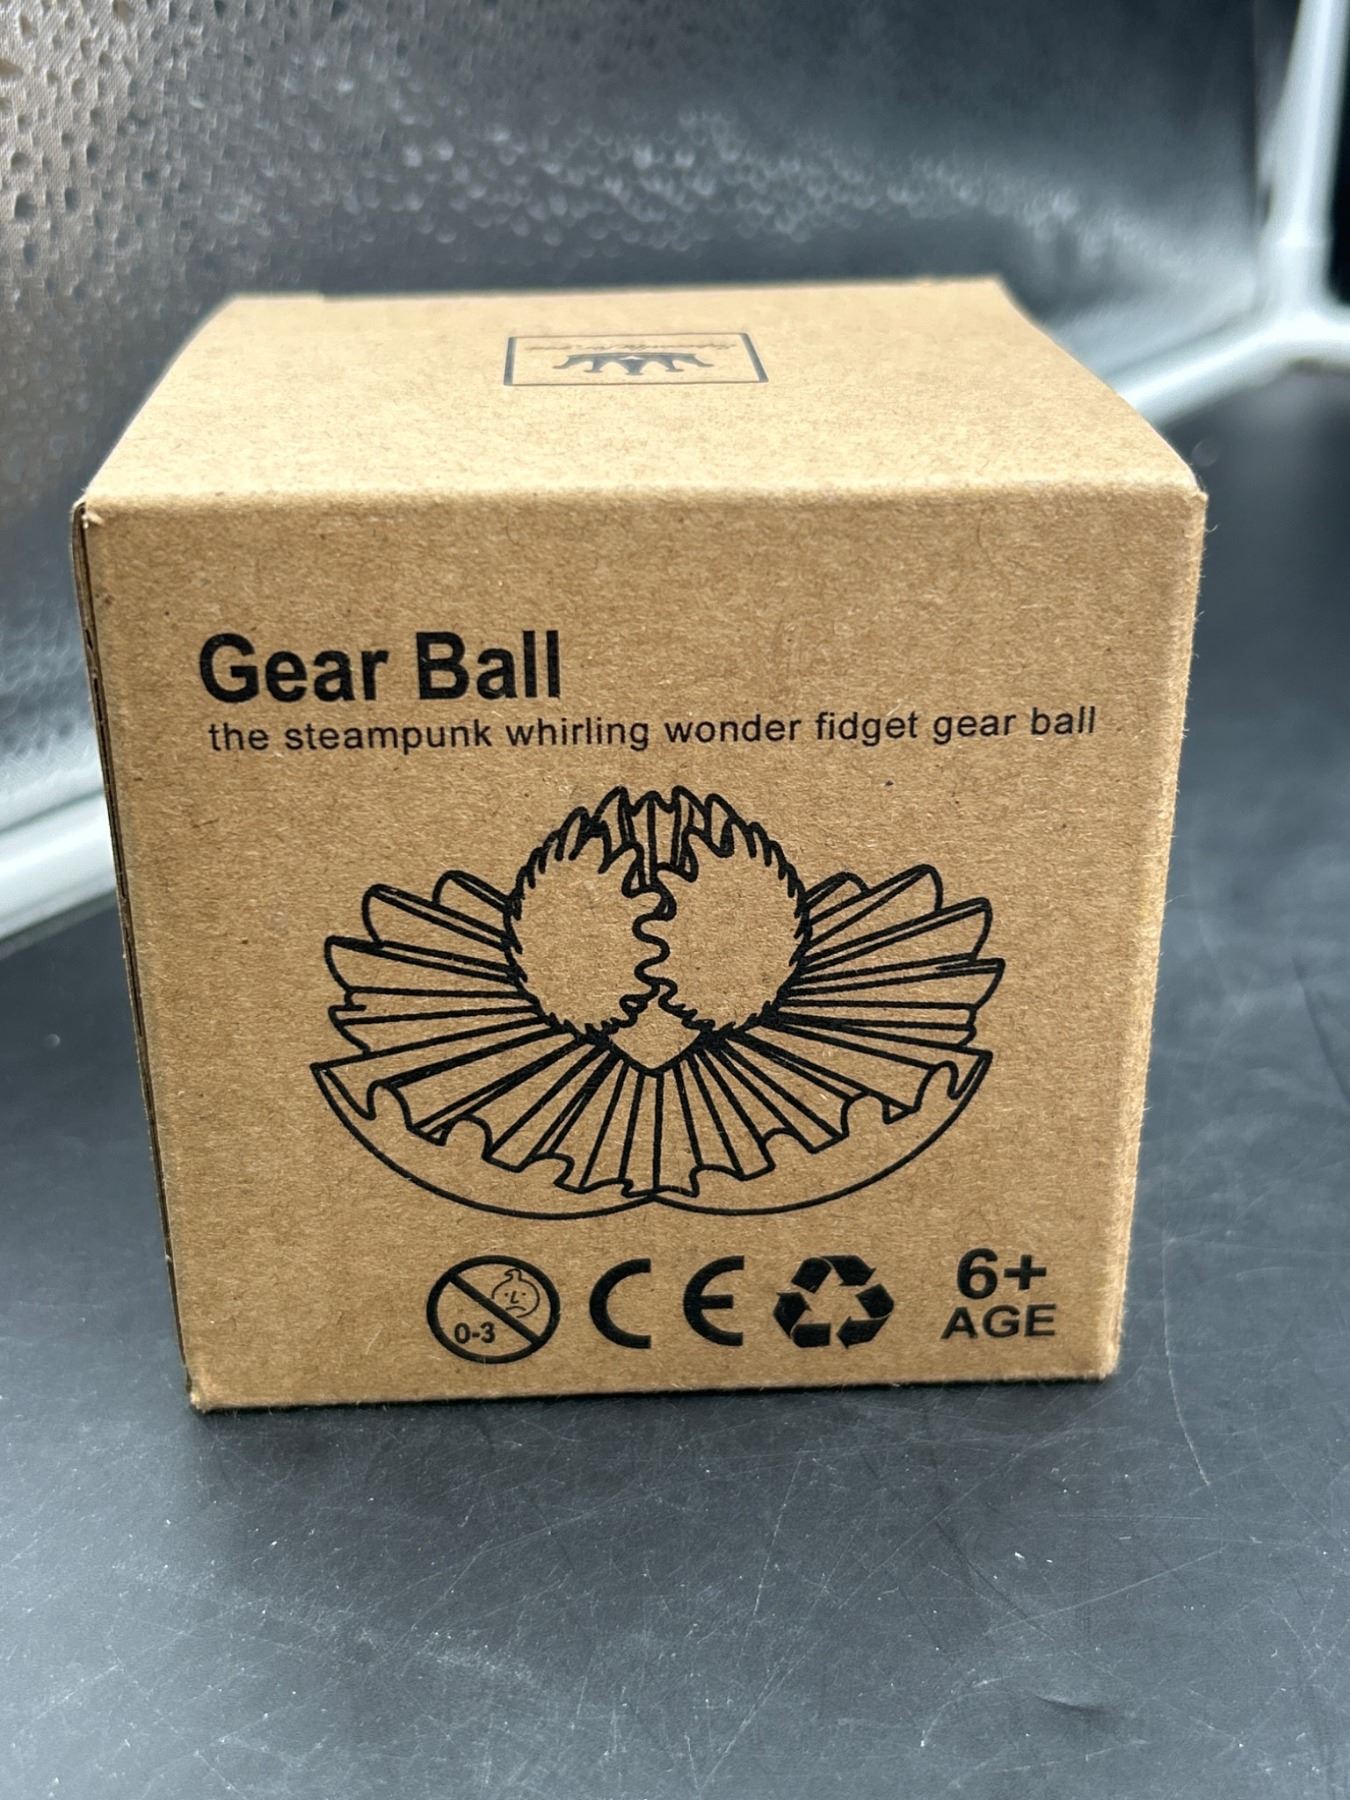 Gear Ball
the steampunk whirling wonder fidget gear ball
0-3
CE
6+
AGE